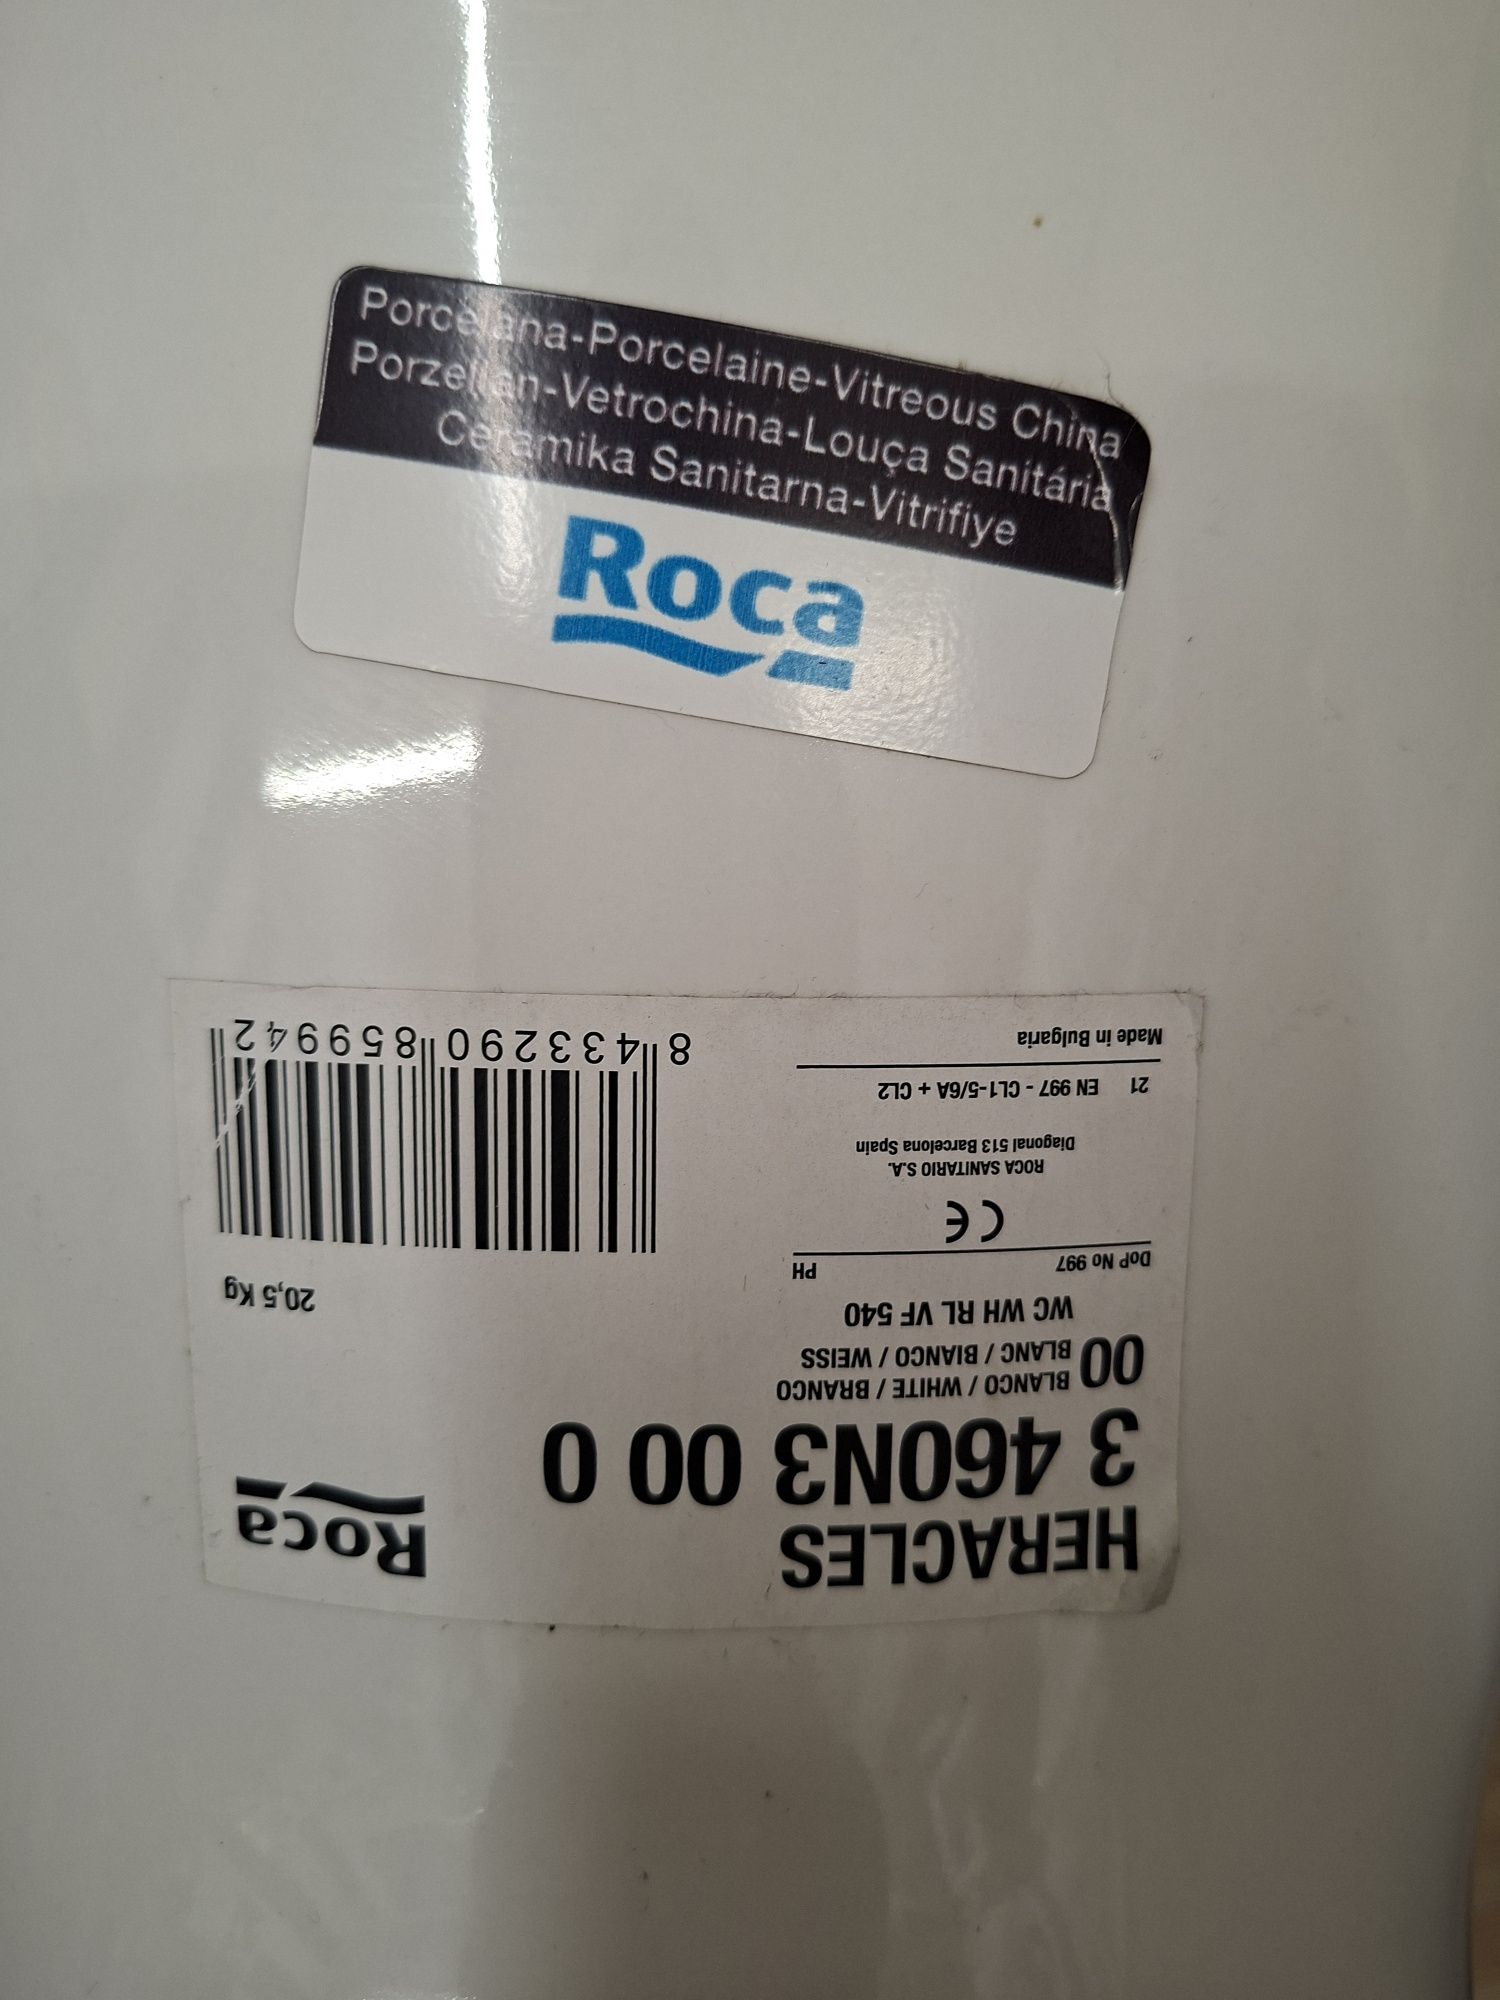 Porcelana-Porcelaine-Vitreous China
Porzellan-Vetrochina-Louça Sanitária
Ceramika Sanitarna-Vitrifiye
Roca
HERACLES
Roca
3 460N3 00 0
00
BLANCO / WHITE / BRANCO
BLANC / BIANCO / WEISS
WC WH RL VF 540
20,5 Kg
DoP No 997 PH
CE
ROCA SANITARIO S.A.
Diagonal 513 Barcelona Spain
21 EN 997 - CL1-5/6A + CL2
Made in Bulgaria
8 433290 859942